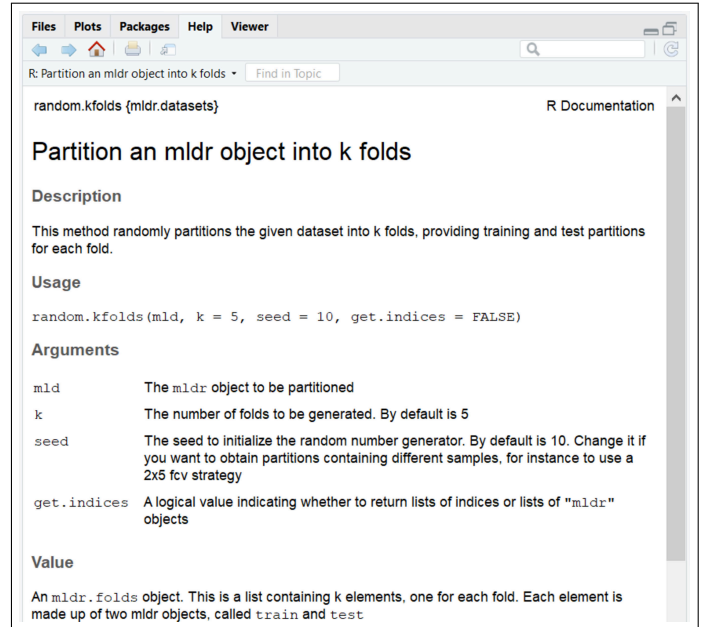 Files Plots Packages Help Viewer
R: Partition an mldr object into k folds Find in Topic
random.kfolds {mldr.datasets} R Documentation
Partition an mldr object into k folds
Description
This method randomly partitions the given dataset into k folds, providing training and test partitions
for each fold.
Usage
random.kfolds(mld, k = 5, seed = 10, get.indices = FALSE)
Arguments
mld The mldr object to be partitioned
k The number of folds to be generated. By default is 5
seed The seed to initialize the random number generator. By default is 10. Change it if
you want to obtain partitions containing different samples, for instance to use a
2x5 fcv strategy
get.indices A logical value indicating whether to return lists of indices or lists of "mldr"
objects
Value
An mldr.folds object. This is a list containing k elements, one for each fold. Each element is
made up of two mldr objects, called train and test